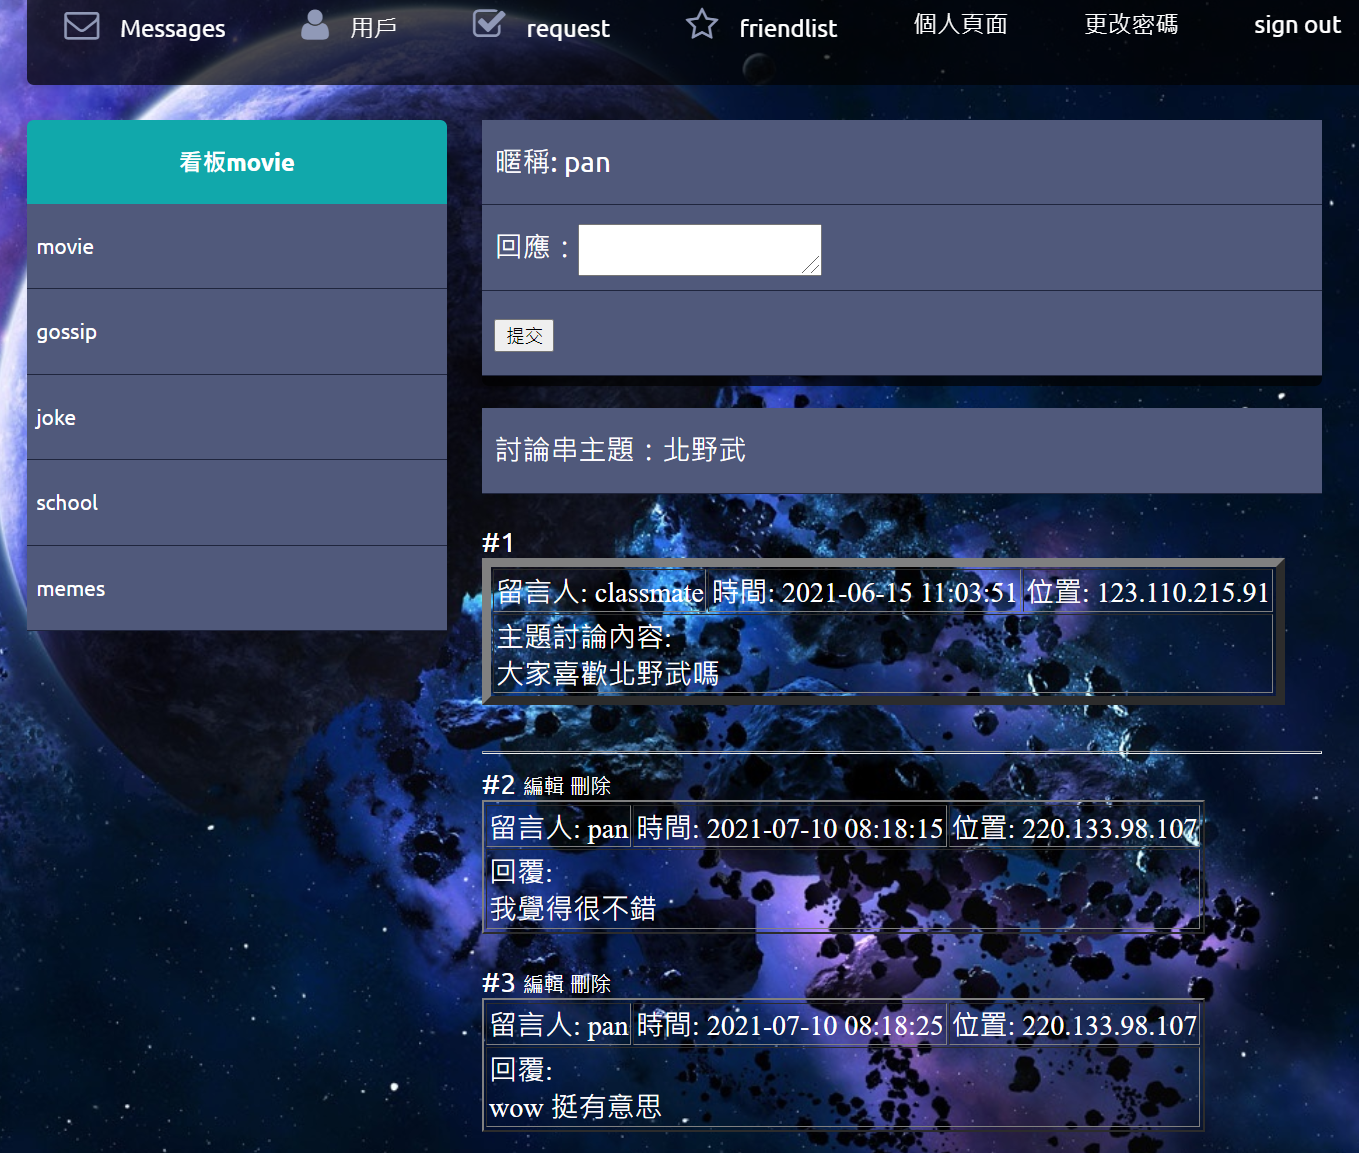 Messages 用戶 request friendlist 個人頁面 更改密碼 sign out
看板movie
movie
gossip
joke
school
memes
暱稱: pan
回應：
提交
討論串主題：北野武
#1
留言人: classmate 時間: 2021-06-15 11:03:51 位置: 123.110.215.91
主題討論內容:
大家喜歡北野武嗎
#2 編輯 刪除
留言人: pan 時間: 2021-07-10 08:18:15 位置: 220.133.98.107
回覆:
我覺得很不錯
#3 編輯 刪除
留言人: pan 時間: 2021-07-10 08:18:25 位置: 220.133.98.107
回覆:
wow 挺有意思